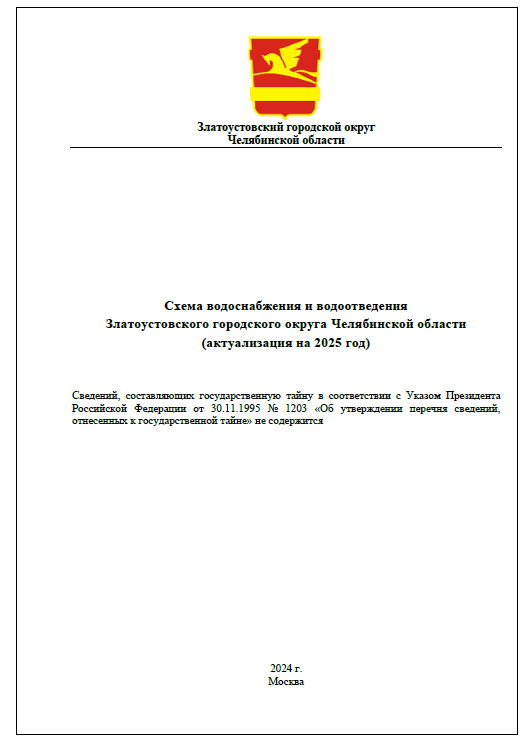 Златоустовский городской округ
Челябинской области
Схема водоснабжения и водоотведения
Златоустовского городского округа Челябинской области
(актуализация на 2025 год)
Сведений, составляющих государственную тайну в соответствии с Указом Президента
Российской Федерации от 30.11.1995 № 1203 «Об утверждении перечня сведений,
отнесенных к государственной тайне» не содержится
2024 г.
Москва